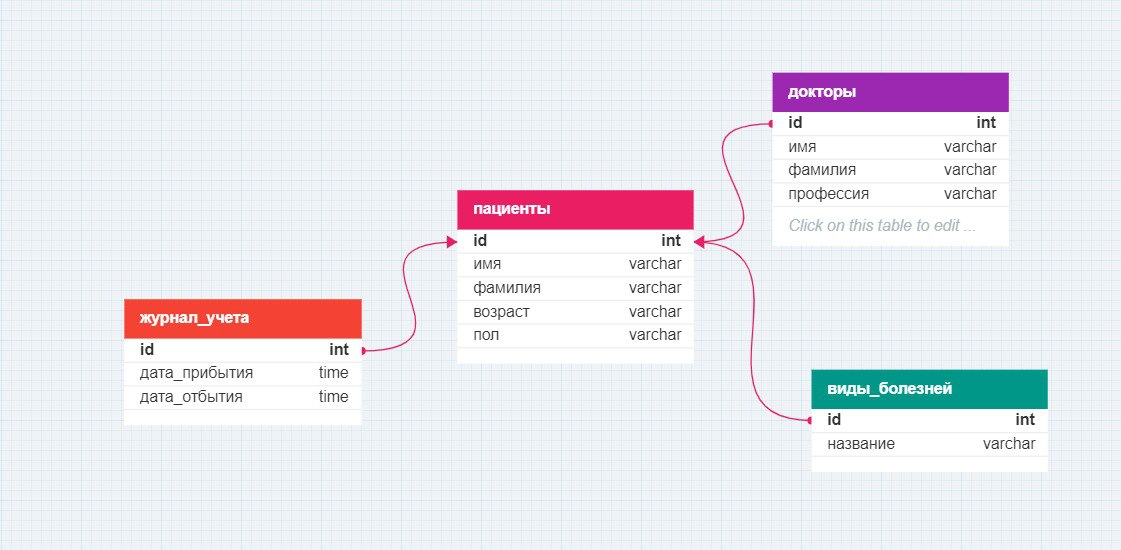 докторы
id int
имя varchar
фамилия varchar
профессия varchar
Click on this table to edit ...
пациенты
id int
имя varchar
фамилия varchar
возраст varchar
пол varchar
журнал_учета
id int
дата_прибытия time
дата_отбытия time
виды_болезней
id int
название varchar